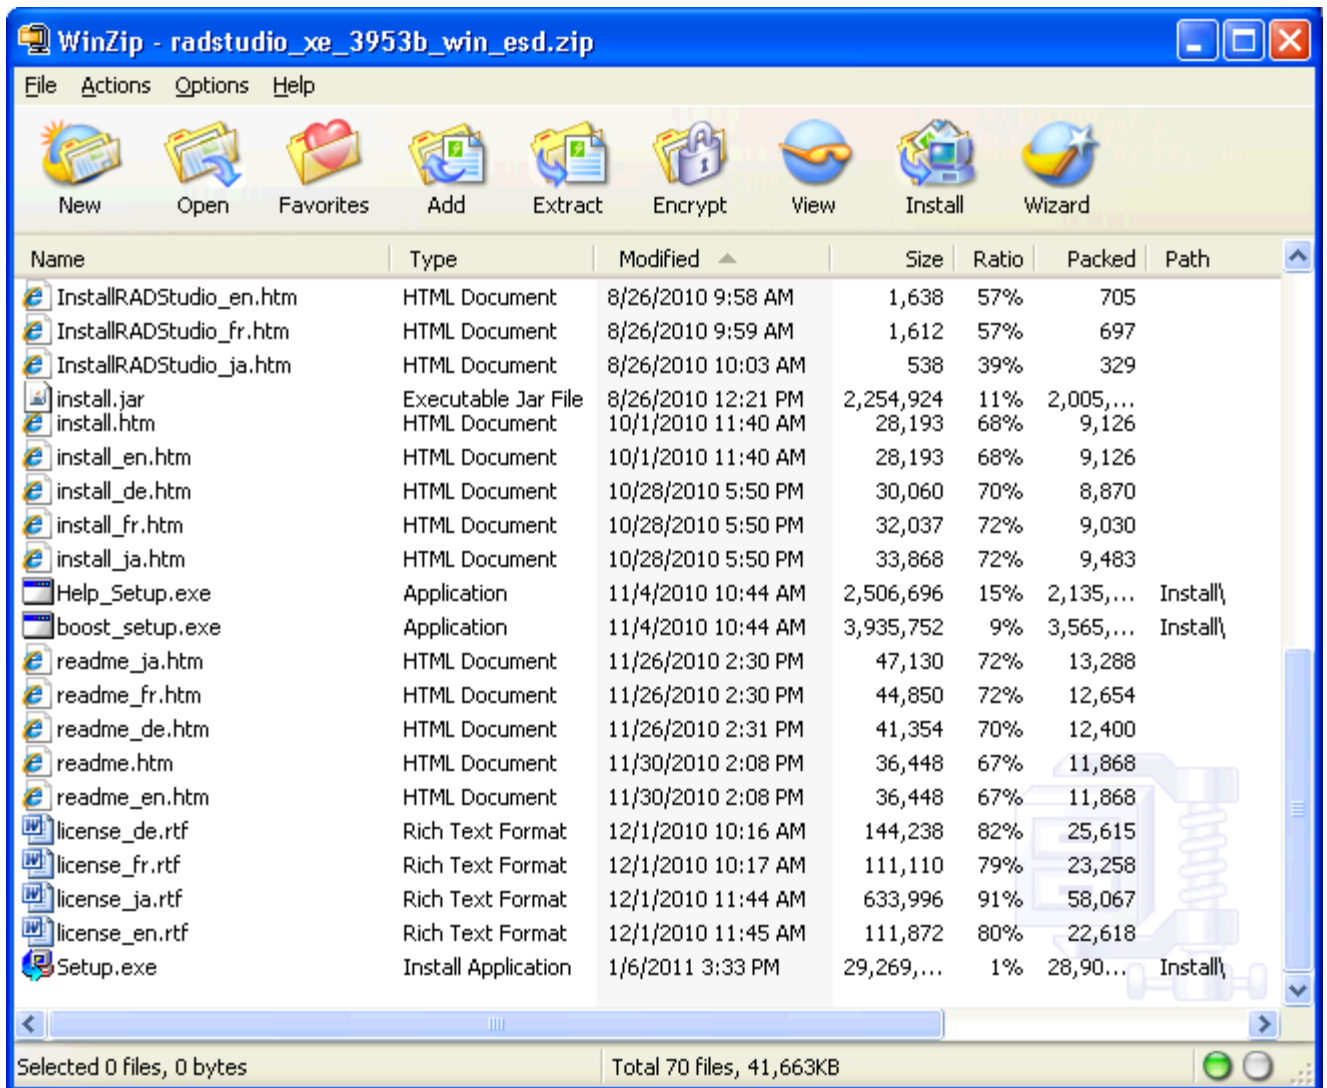 WinZip - radstudio_xe_3953b_win_esd.zip
File Actions Options Help
New Open Favorites Add Extract Encrypt View Install Wizard
Name Type Modified Size Ratio Packed Path
InstallRADStudio_en.htm HTML Document 8/26/2010 9:58 AM 1,638 57% 705
InstallRADStudio_fr.htm HTML Document 8/26/2010 9:59 AM 1,612 57% 697
InstallRADStudio_ja.htm HTML Document 8/26/2010 10:03 AM 538 39% 329
install.jar Executable Jar File 8/26/2010 12:21 PM 2,254,924 11% 2,005,...
install.htm HTML Document 10/1/2010 11:40 AM 28,193 68% 9,126
install_en.htm HTML Document 10/1/2010 11:40 AM 28,193 68% 9,126
install_de.htm HTML Document 10/28/2010 5:50 PM 30,060 70% 8,870
install_fr.htm HTML Document 10/28/2010 5:50 PM 32,037 72% 9,030
install_ja.htm HTML Document 10/28/2010 5:50 PM 33,868 72% 9,483
Help_Setup.exe Application 11/4/2010 10:44 AM 2,506,696 15% 2,135,... Install\
boost_setup.exe Application 11/4/2010 10:44 AM 3,935,752 9% 3,565,... Install\
readme_ja.htm HTML Document 11/26/2010 2:30 PM 47,130 72% 13,288
readme_fr.htm HTML Document 11/26/2010 2:30 PM 44,850 72% 12,654
readme_de.htm HTML Document 11/26/2010 2:31 PM 41,354 70% 12,400
readme.htm HTML Document 11/30/2010 2:08 PM 36,448 67% 11,868
readme_en.htm HTML Document 11/30/2010 2:08 PM 36,448 67% 11,868
license_de.rtf Rich Text Format 12/1/2010 10:16 AM 144,238 82% 25,615
license_fr.rtf Rich Text Format 12/1/2010 10:17 AM 111,110 79% 23,258
license_ja.rtf Rich Text Format 12/1/2010 11:44 AM 633,996 91% 58,067
license_en.rtf Rich Text Format 12/1/2010 11:45 AM 111,872 80% 22,618
Setup.exe Install Application 1/6/2011 3:33 PM 29,269,... 1% 28,90... Install\
Selected 0 files, 0 bytes Total 70 files, 41,663KB